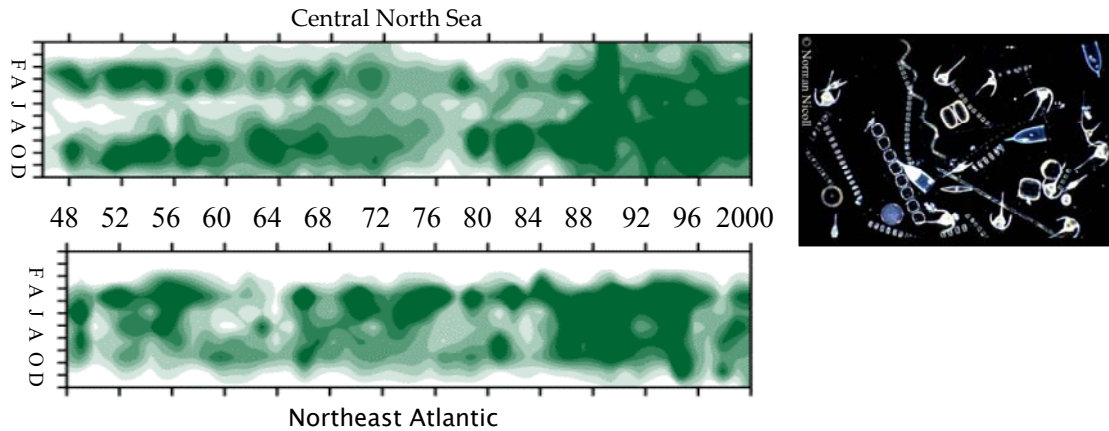 Central North Sea
F A J A O D
© Norman Nicoll
48 52 56 60 64 68 72 76 80 84 88 92 96 2000
F A J A O D
Northeast Atlantic